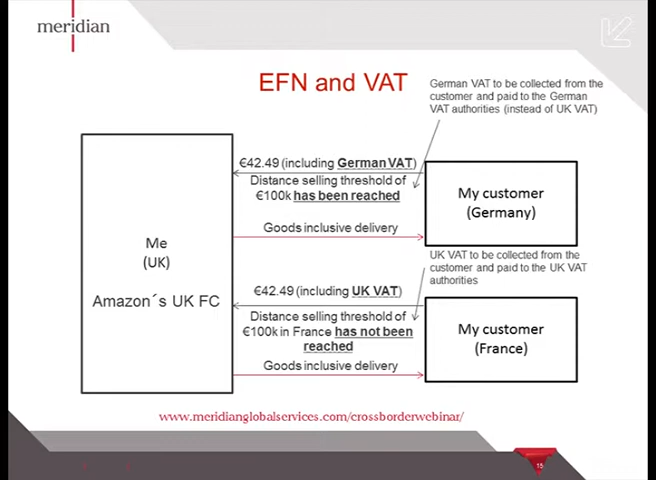 meridian
EFN and VAT
German VAT to be collected from the
customer and paid to the German
VAT authorities (instead of UK VAT)
€42.49 (including German VAT)
Distance selling threshold of
€100k has been reached
Goods inclusive delivery
My customer
(Germany)
Me
(UK)
Amazon´s UK FC
UK VAT to be collected from the
customer and paid to the UK VAT
authorities
€42.49 (including UK VAT)
Distance selling threshold of
€100k in France has not been
reached
Goods inclusive delivery
My customer
(France)
www.meridianglobalservices.com/crossborderwebinar/
15